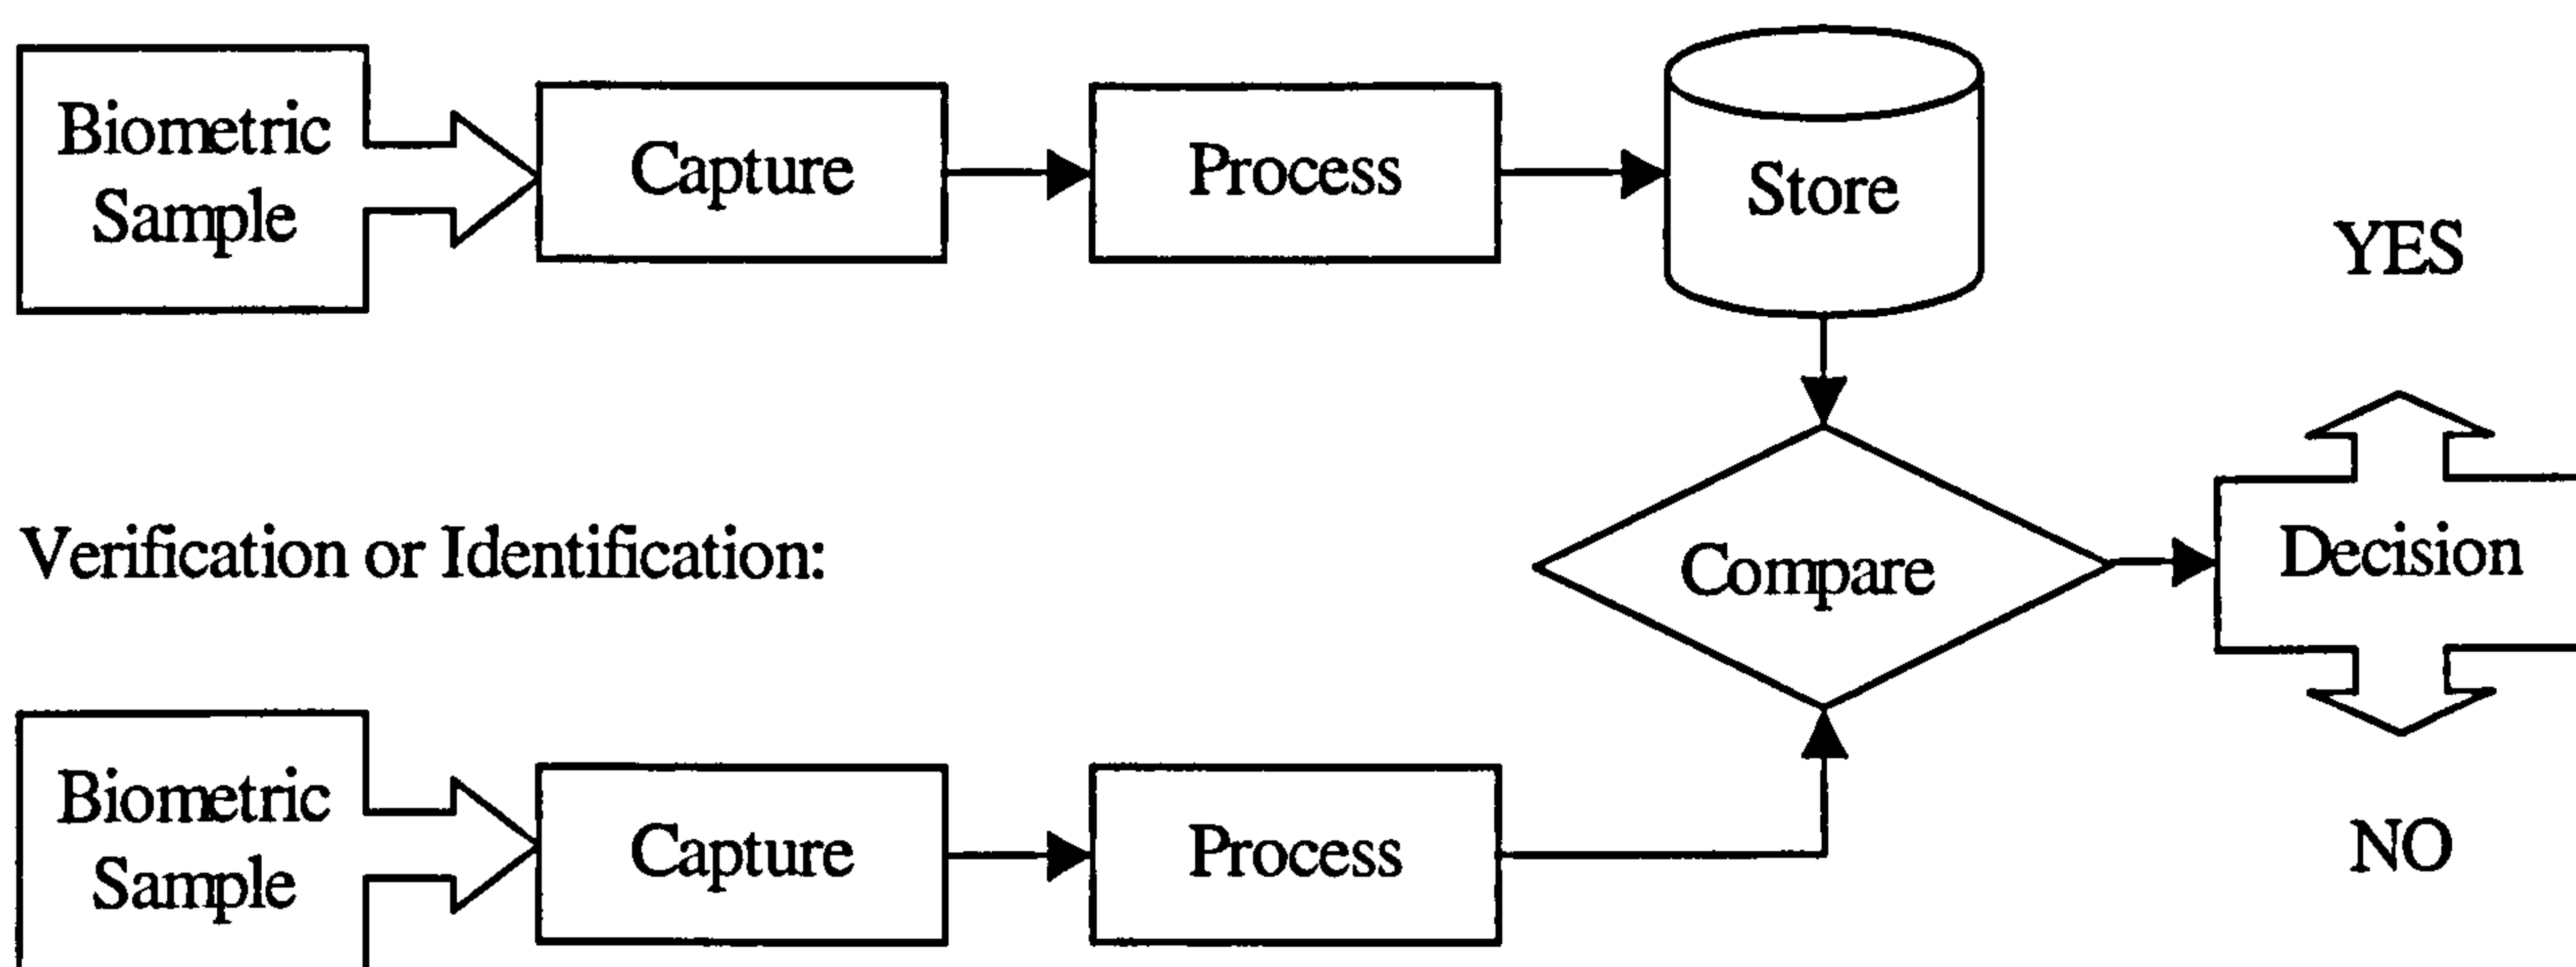 Biometric
Sample
Capture
Process
Store
YES
Verification or Identification:
Compare
Decision
Biometric
Sample
Capture
Process
NO